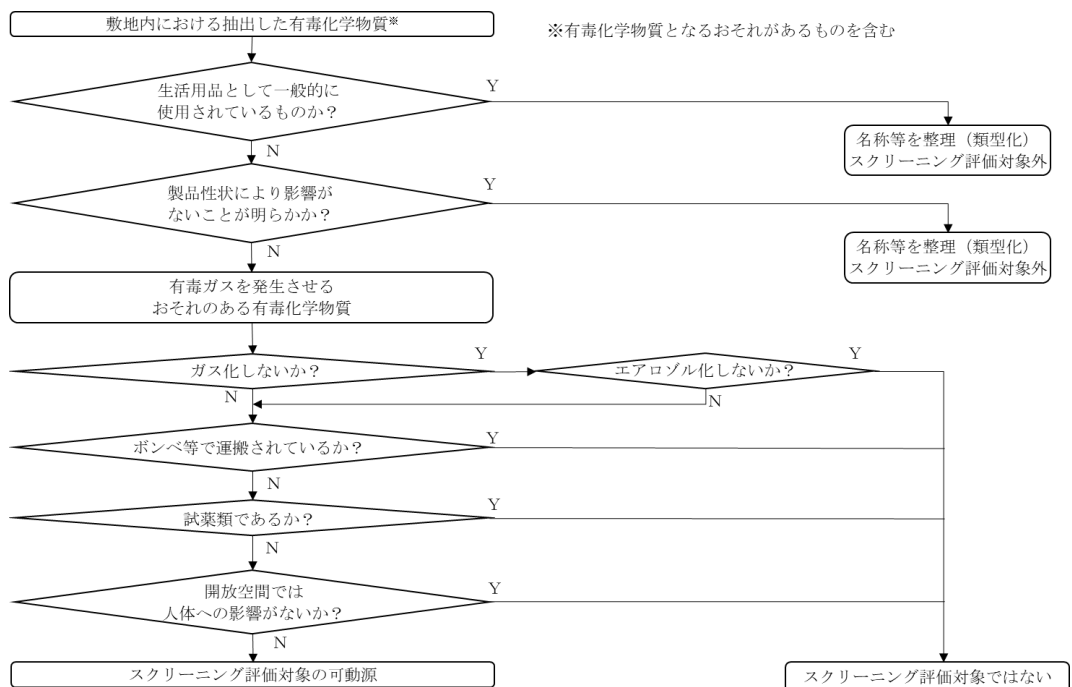 敷地内における抽出した有毒化学物質※
※有毒化学物質となるおそれがあるものを含む
生活用品として一般的に
使用されているものか？
Y
名称等を整理（類型化）
スクリーニング評価対象外
N
製品性状により影響が
ないことが明らかか？
Y
名称等を整理（類型化）
スクリーニング評価対象外
N
有毒ガスを発生させる
おそれのある有毒化学物質
ガス化しないか？
Y
エアロゾル化しないか？
Y
N
N
ボンベ等で運搬されているか？
Y
N
試薬類であるか？
Y
N
開放空間では
人体への影響がないか？
Y
N
スクリーニング評価対象の可動源
スクリーニング評価対象ではない